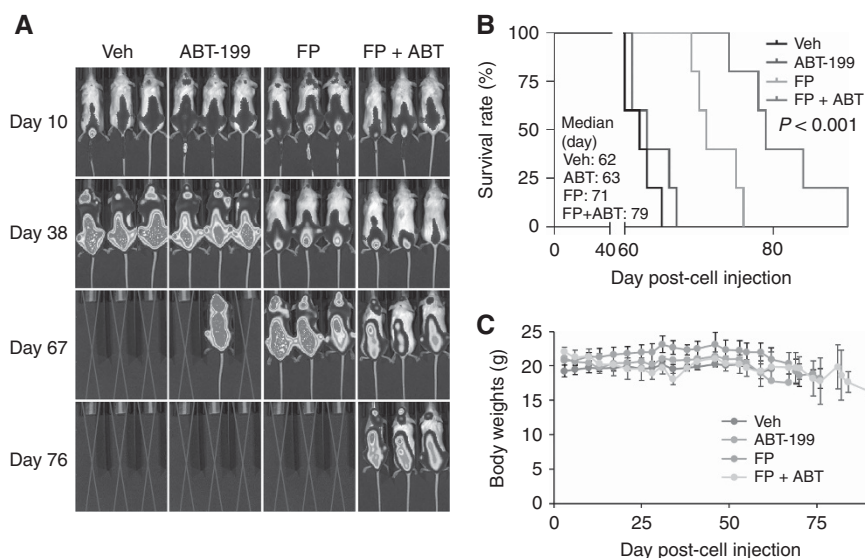 A
Veh ABT-199 FP FP + ABT
Day 10
Day 38
Day 67
Day 76
B
Survival rate (%)
100
75
50
25
0
0 40 60 80
Day post-cell injection
Veh
ABT-199
FP
FP + ABT
P < 0.001
Median
(day)
Veh: 62
ABT: 63
FP: 71
FP+ABT: 79
C
Body weights (g)
25
20
15
10
5
0
0 25 50 75
Day post-cell injection
Veh
ABT-199
FP
FP + ABT